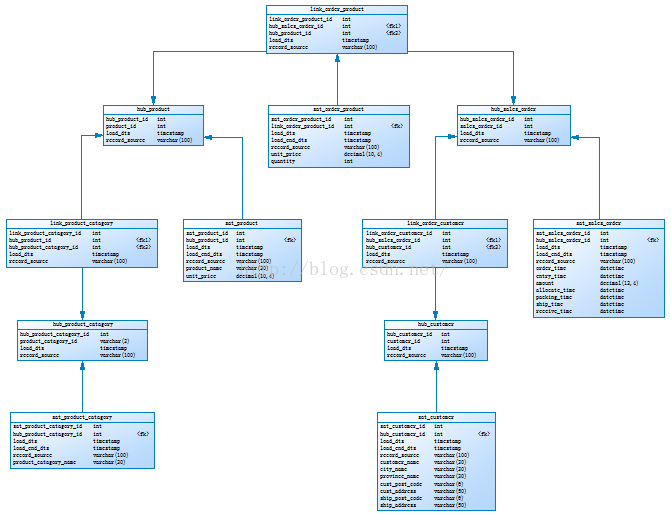 link_order_product
link_order_product_id int
hub_sales_order_id int <fk1>
hub_product_id int <fk2>
load_dts timestamp
record_source varchar(100)
hub_product
hub_product_id int
product_id int
load_dts timestamp
record_source varchar(100)
sat_order_product
sat_order_product_id int
link_order_product_id int <fk>
load_dts timestamp
load_end_dts timestamp
record_source varchar(100)
unit_price decimal(10,4)
quantity int
hub_sales_order
hub_sales_order_id int
sales_order_id int
load_dts timestamp
record_source varchar(100)
link_product_catagory
link_product_catagory_id int
hub_product_id int <fk1>
hub_product_catagory_id int <fk2>
load_dts timestamp
record_source varchar(100)
sat_product
sat_product_id int
hub_product_id int <fk>
load_dts timestamp
load_end_dts timestamp
record_source varchar(100)
product_name varchar(20)
unit_price decimal(10,4)
link_order_customer
link_order_customer_id int
hub_sales_order_id int <fk1>
hub_customer_id int <fk2>
load_dts timestamp
record_source varchar(100)
sat_sales_order
sat_sales_order_id int
hub_sales_order_id int <fk>
load_dts timestamp
load_end_dts timestamp
record_source varchar(100)
order_time datetime
entry_time datetime
amount decimal(12,4)
allocate_time datetime
packing_time datetime
ship_time datetime
receive_time datetime
http://blog.csdn.net/
hub_product_catagory
hub_product_catagory_id int
product_catagory_id varchar(2)
load_dts timestamp
record_source varchar(100)
hub_customer
hub_customer_id int
customer_id int
load_dts timestamp
record_source varchar(100)
sat_product_catagory
sat_product_catagory_id int
hub_product_catagory_id int <fk>
load_dts timestamp
load_end_dts timestamp
record_source varchar(100)
product_catagory_name varchar(20)
sat_customer
sat_customer_id int
hub_customer_id int <fk>
load_dts timestamp
load_end_dts timestamp
record_source varchar(100)
customer_name varchar(20)
city_name varchar(20)
province_name varchar(20)
cust_post_code varchar(6)
cust_address varchar(50)
ship_post_code varchar(6)
ship_address varchar(50)